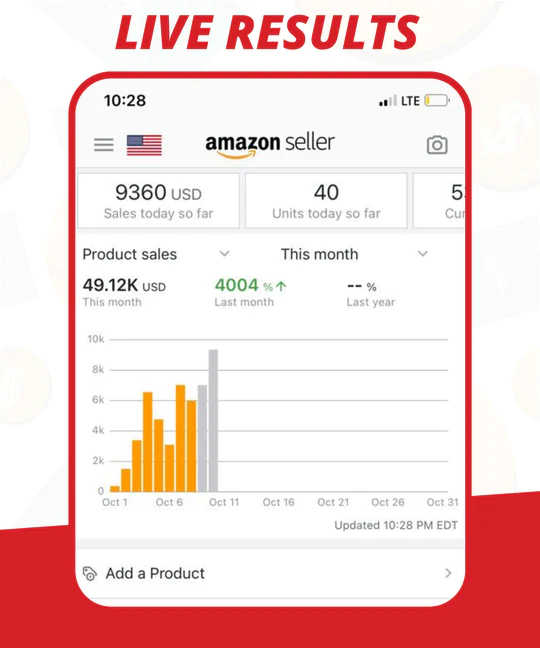 LIVE RESULTS
10:28
LTE
amazon seller
9360 USD
Sales today so far
40
Units today so far
5
Cur
Product sales
This month
49.12K USD
This month
4004 %
Last month
-- %
Last year
10k
8k
6k
4k
2k
0
Oct 1 Oct 6 Oct 11 Oct 16 Oct 21 Oct 26 Oct 31
Updated 10:28 PM EDT
Add a Product